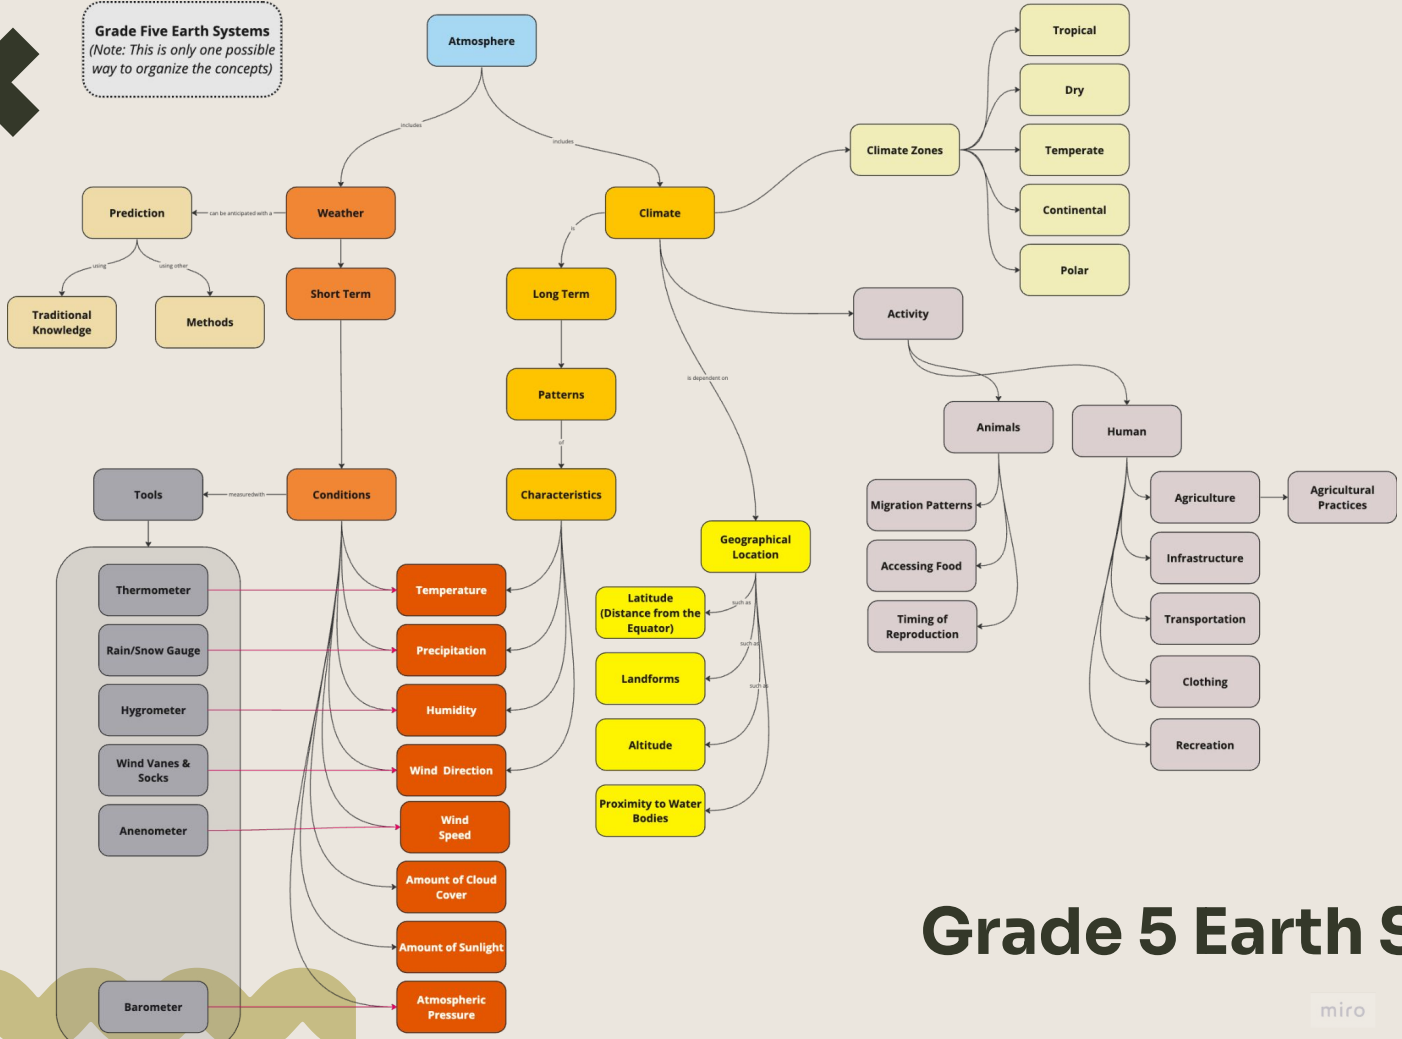 Grade Five Earth Systems
(Note: This is only one possible
way to organize the concepts)
Atmosphere
includes
includes
Prediction
can be anticipated with a
Weather
Climate
Climate Zones
Tropical
Dry
Temperate
Continental
Polar
using
using other
Traditional
Knowledge
Methods
Short Term
is
Long Term
Patterns
of
Characteristics
is dependent on
Activity
Animals
Human
Migration Patterns
Accessing Food
Timing of
Reproduction
Agriculture
Agricultural
Practices
Infrastructure
Transportation
Clothing
Recreation
Tools
measuredwith
Conditions
Geographical
Location
such as
such as
such as
Latitude
(Distance from the
Equator)
Landforms
Altitude
Proximity to Water
Bodies
Thermometer
Temperature
Rain/Snow Gauge
Precipitation
Hygrometer
Humidity
Wind Vanes &
Socks
Wind Direction
Anenometer
Wind
Speed
Amount of Cloud
Cover
Amount of Sunlight
Barometer
Atmospheric
Pressure
Grade 5 Earth S
miro